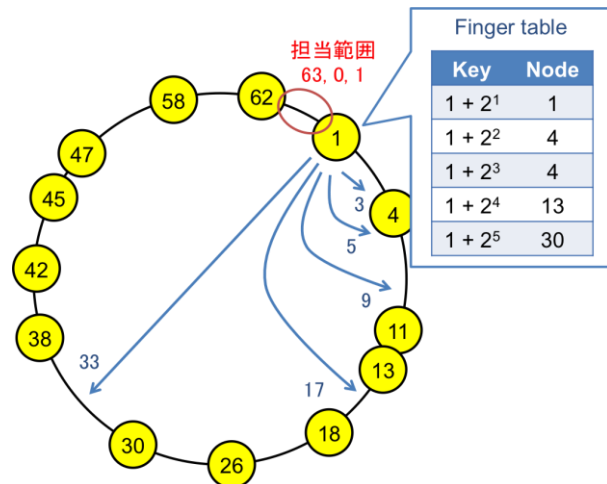 担当範囲
63, 0, 1
Finger table
Key Node
1 + 2¹ 1
1 + 2² 4
1 + 2³ 4
1 + 2⁴ 13
1 + 2⁵ 30
58
62
1
47
3
45
4
5
42
9
11
38
33
13
17
18
30
26